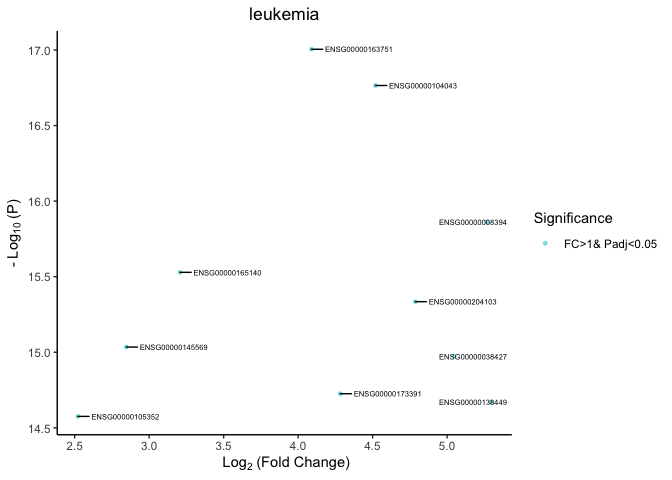 leukemia
17.0
ENSG00000163751
ENSG00000104043
16.5
16.0
Significance
FC>1& Padj<0.05
- Log10 (P)
15.5
ENSG00000165140
ENSG00000204103
15.0
ENSG00000145569
ENSG00000038427
ENSG00000173391
ENSG00000105352
14.5
2.5 3.0 3.5 4.0 4.5 5.0
Log2 (Fold Change)